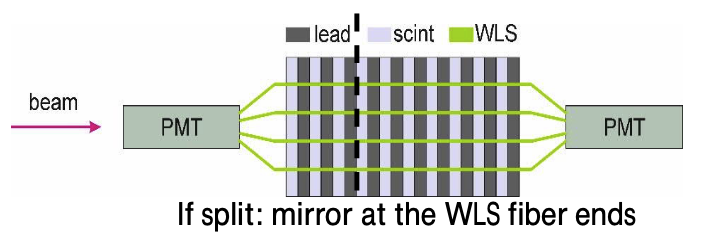 lead scint WLS
beam
PMT PMT
If split: mirror at the WLS fiber ends